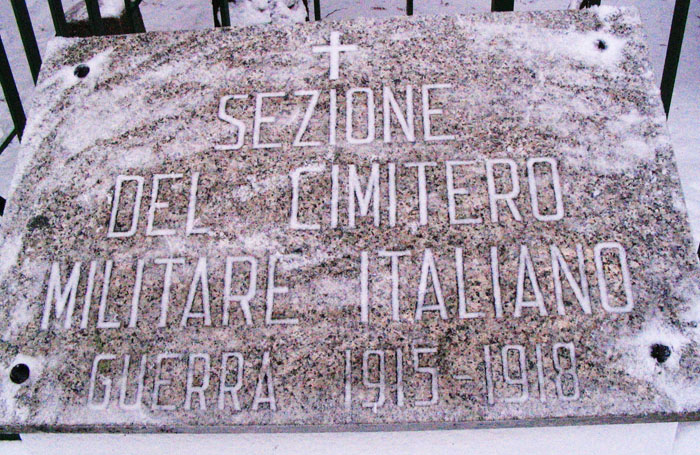 SEZIONE
DEL CIMITERO
MILITARE ITALIANO
GUERRA 1915-1918